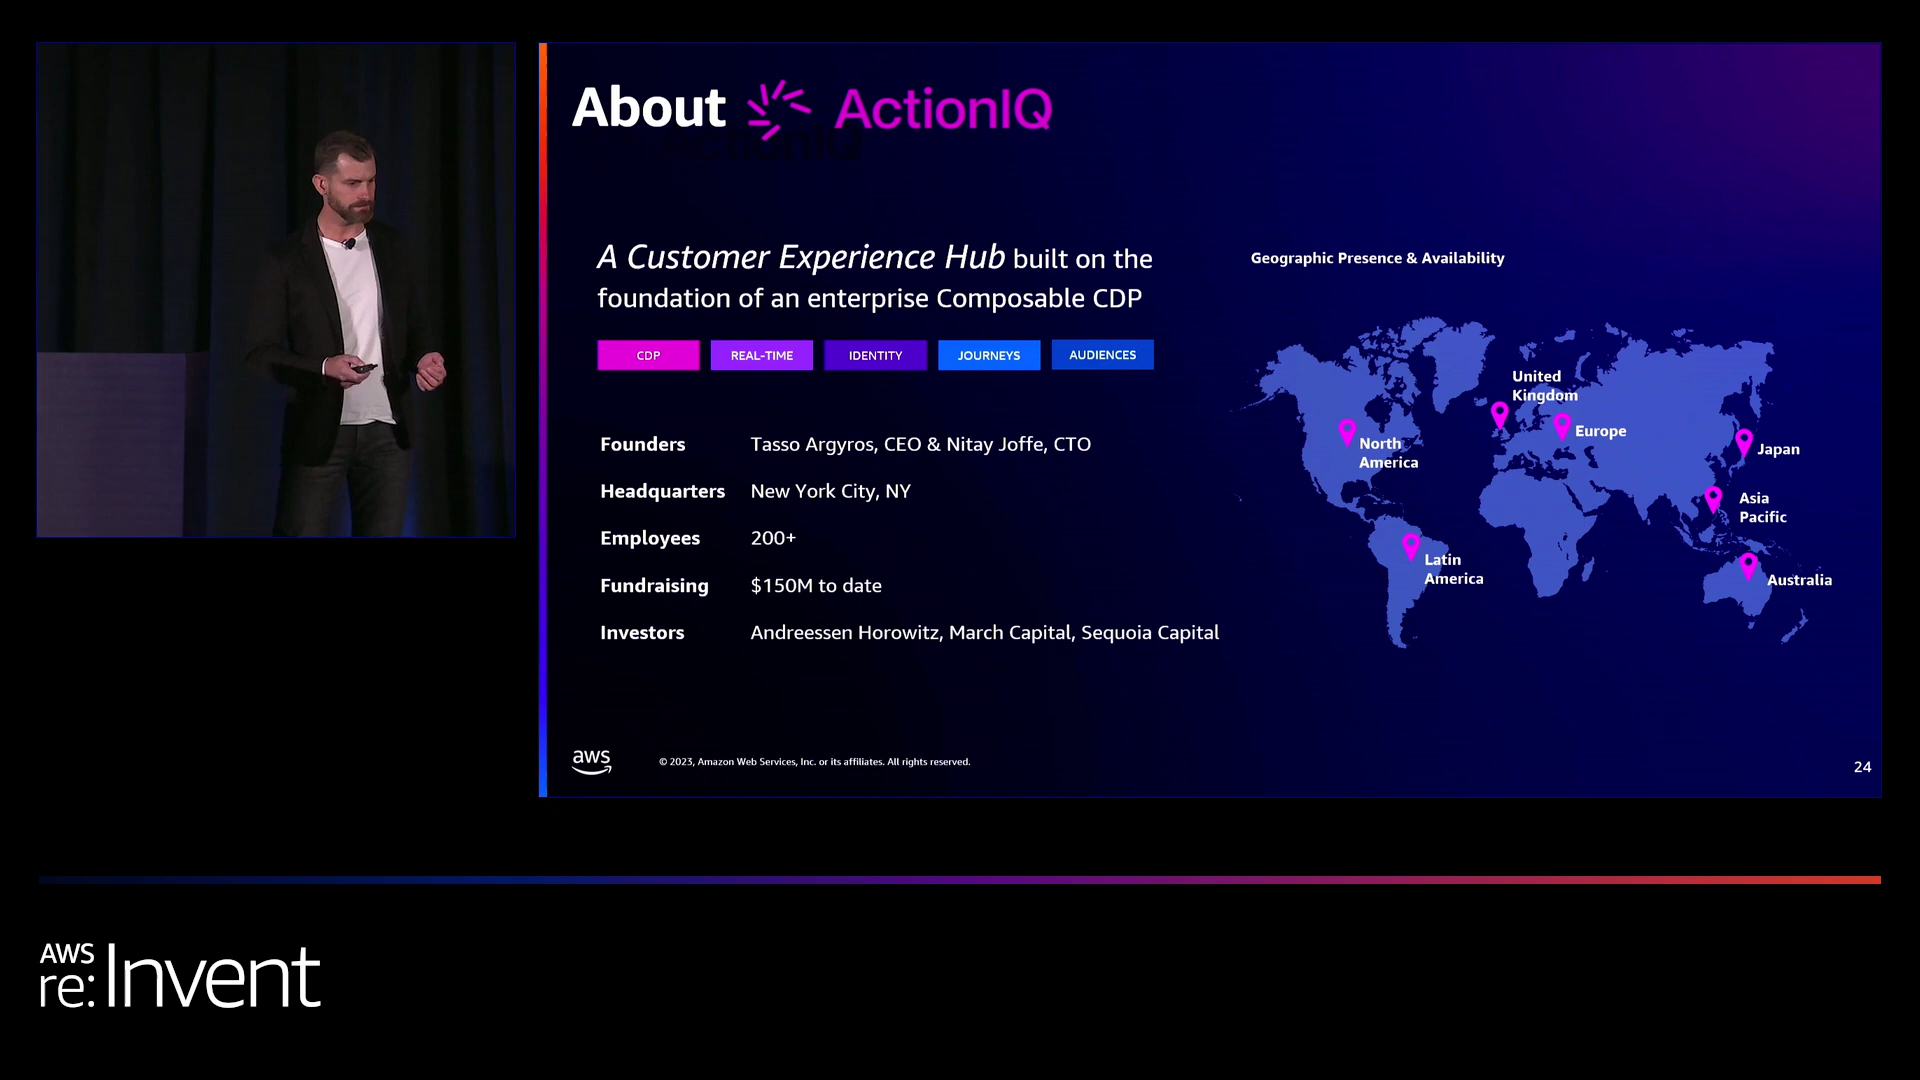 About ActionIQ
A Customer Experience Hub built on the
foundation of an enterprise Composable CDP
CDP REAL-TIME IDENTITY JOURNEYS AUDIENCES
Founders Tasso Argyros, CEO & Nitay Joffe, CTO
Headquarters New York City, NY
Employees 200+
Fundraising $150M to date
Investors Andreessen Horowitz, March Capital, Sequoia Capital
Geographic Presence & Availability
United
Kingdom
Europe
North
America
Japan
Asia
Pacific
Latin
America
Australia
aws
© 2023, Amazon Web Services, Inc. or its affiliates. All rights reserved.
24
AWS
re:Invent